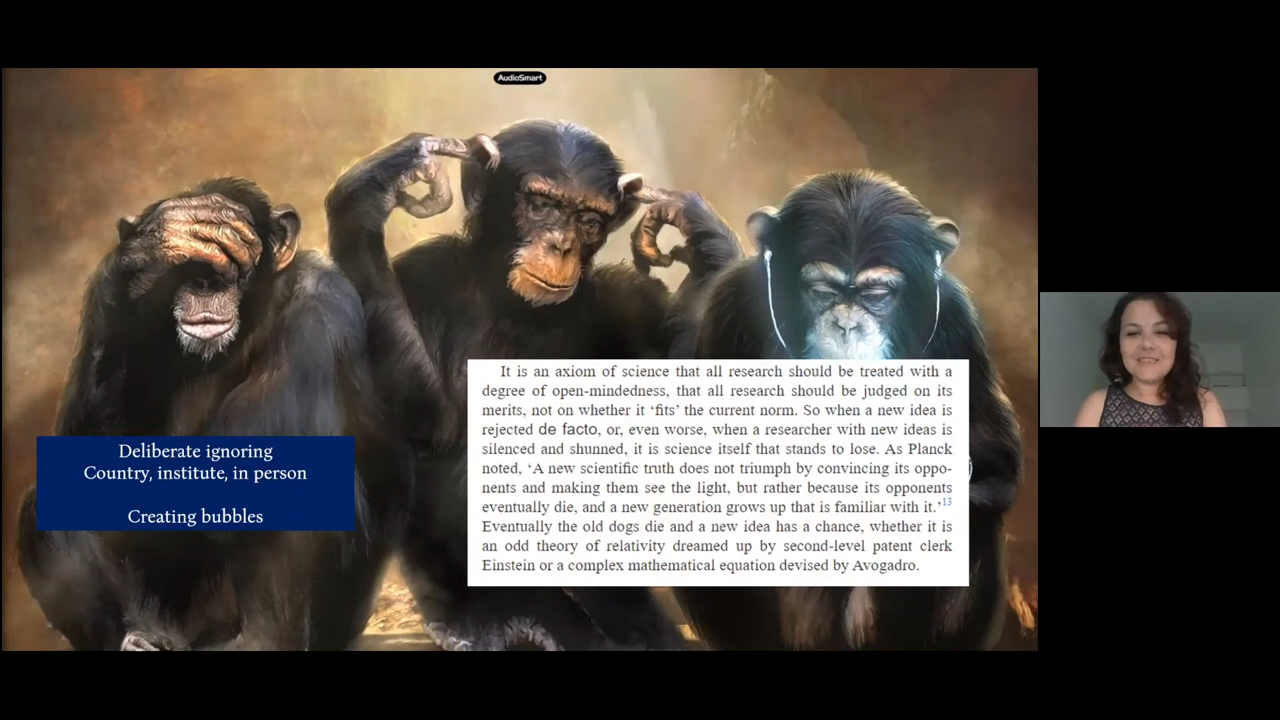 AudioSmart
It is an axiom of science that all research should be treated with a
degree of open-mindedness, that all research should be judged on its
merits, not on whether it ‘fits’ the current norm. So when a new idea is
rejected de facto, or, even worse, when a researcher with new ideas is
silenced and shunned, it is science itself that stands to lose. As Planck
noted, ‘A new scientific truth does not triumph by convincing its oppo-
nents and making them see the light, but rather because its opponents
eventually die, and a new generation grows up that is familiar with it.’13
Eventually the old dogs die and a new idea has a chance, whether it is
an odd theory of relativity dreamed up by second-level patent clerk
Einstein or a complex mathematical equation devised by Avogadro.
Deliberate ignoring
Country, institute, in person
Creating bubbles